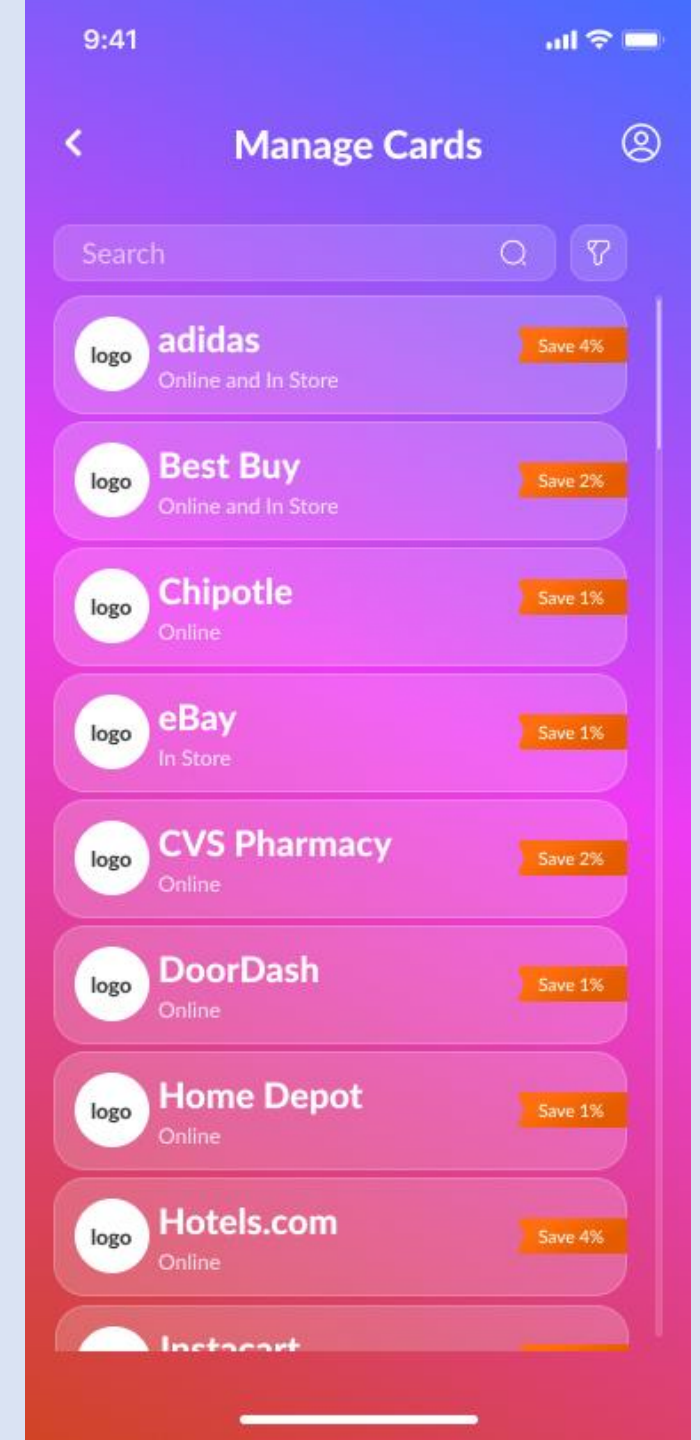 9:41
Manage Cards
Search
logo
adidas
Online and In Store
Save 4%
logo
Best Buy
Online and In Store
Save 2%
logo
Chipotle
Online
Save 1%
logo
eBay
In Store
Save 1%
logo
CVS Pharmacy
Online
Save 2%
logo
DoorDash
Online
Save 1%
logo
Home Depot
Online
Save 1%
logo
Hotels.com
Online
Save 4%
Instacart